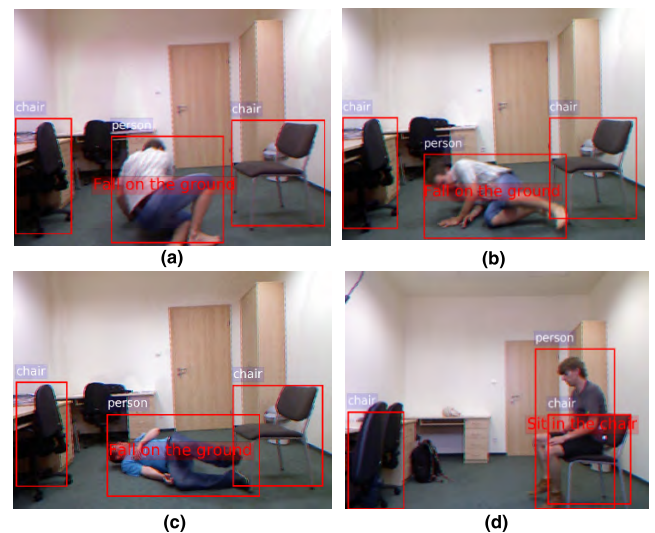 chair
person
chair
Fall on the ground
(a)
chair
person
chair
Fall on the ground
(b)
chair
person
chair
Fall on the ground
(c)
person
chair
chair
Sit in the chair
(d)